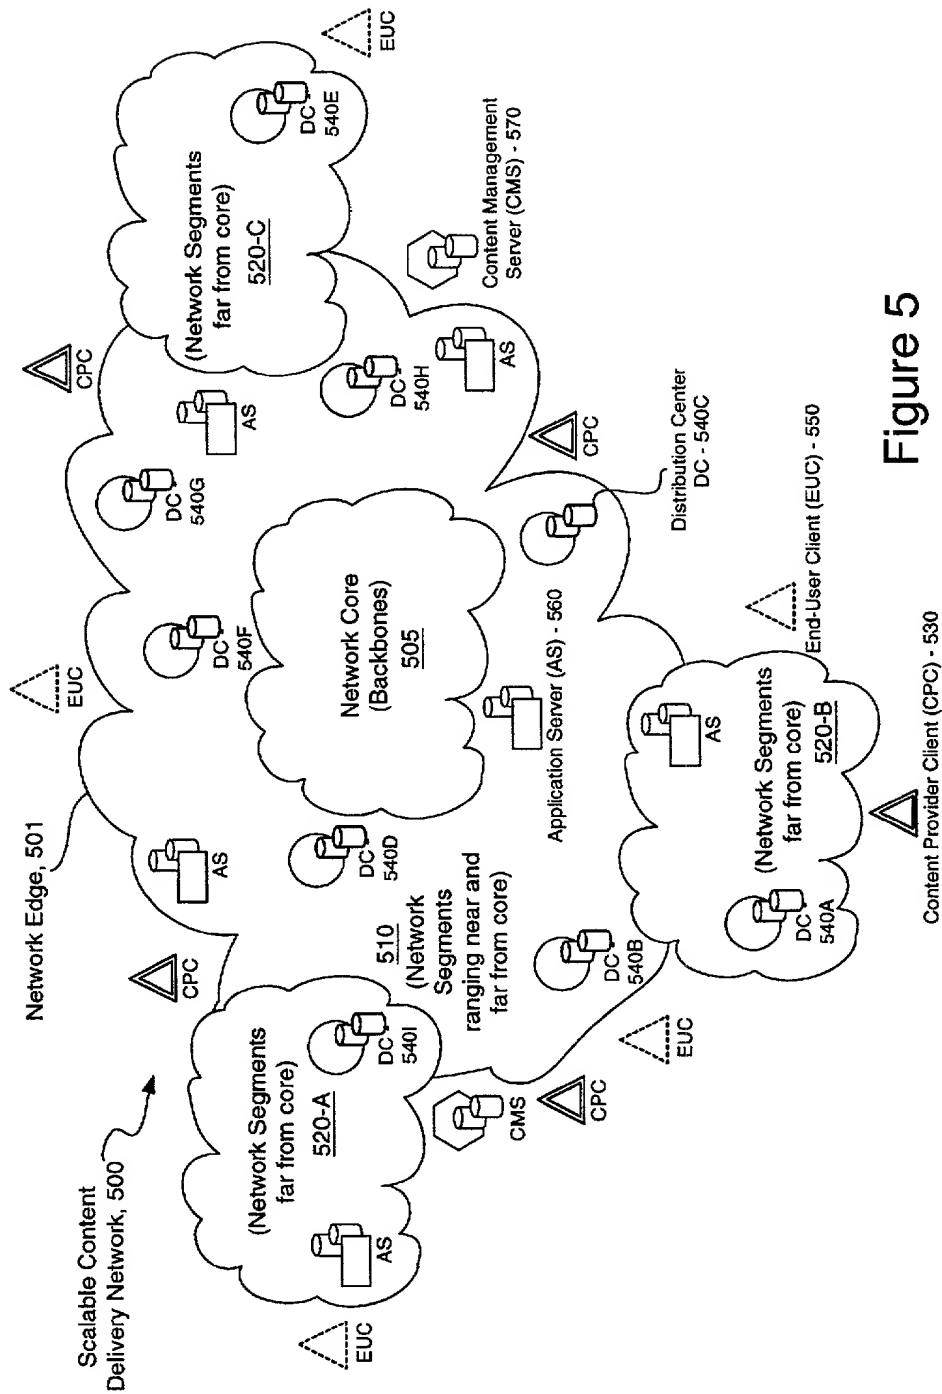 Scalable Content
Delivery Network, 500
Network Edge, 501
EUC
CPC
EUC
CPC
EUC
(Network Segments
far from core)
520-A
AS
DC
540I
AS
DC
540D
DC
540F
DC
540G
AS
(Network Segments
far from core)
520-C
DC
540E
510
(Network
Segments
ranging near and
far from core)
Network Core
(Backbones)
505
DC
540H
AS
CMS
CPC
EUC
DC
540B
Application Server (AS) - 560
CPC
Content Management
Server (CMS) - 570
Distribution Center
DC - 540C
(Network Segments
far from core)
520-B
DC
540A
AS
End-User Client (EUC) - 550
Content Provider Client (CPC) - 530
EUC
Figure 5